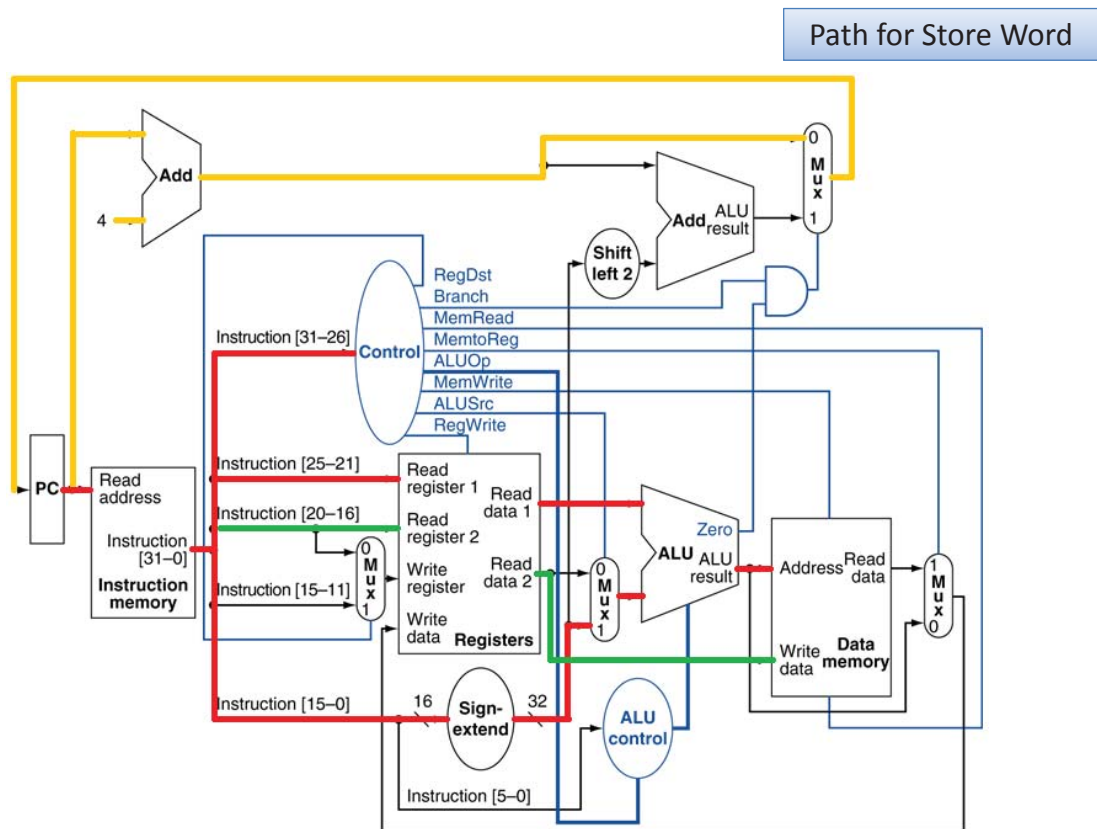 Path for Store Word
0
Mux
1
Add
4
Add
ALU
result
Shift
left 2
RegDst
Branch
MemRead
MemtoReg
ALUOp
MemWrite
ALUSrc
RegWrite
Control
Instruction [31–26]
Instruction [25–21]
Instruction [20–16]
Instruction [15–11]
Instruction [15–0]
Instruction [5–0]
PC
Read
address
Instruction
[31–0]
Instruction
memory
0
Mux
1
Read
register 1
Read
register 2
Write
register
Write
data
Read
data 1
Read
data 2
Registers
0
Mux
1
Zero
ALU
ALU
result
Address
Read
data
Write
data
Data
memory
1
Mux
0
16
Sign-
extend
32
ALU
control